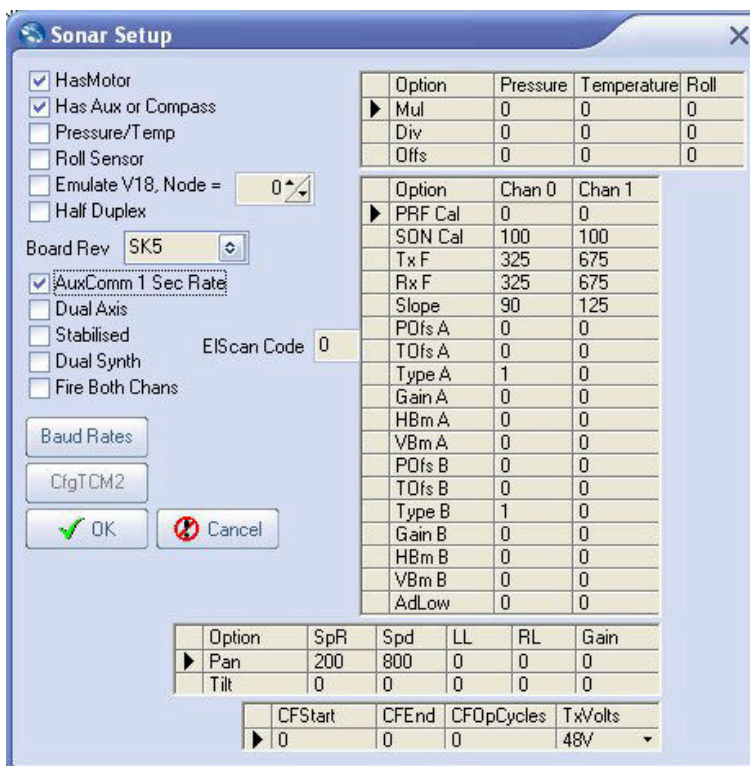 Sonar Setup
HasMotor
Has Aux or Compass
Pressure/Temp
Roll Sensor
Emulate V18, Node = 0
Half Duplex
Board Rev SK5
AuxComm 1 Sec Rate
Dual Axis
Stabilised
Dual Synth
Fire Both Chans
ElScan Code 0
Baud Rates
CfgTCM2
OK Cancel
Option Pressure Temperature Roll
Mul 0 0 0
Div 0 0 0
Offs 0 0 0
Option Chan 0 Chan 1
PRF Cal 0 0
SON Cal 100 100
Tx F 325 675
Rx F 325 675
Slope 90 125
POfs A 0 0
TOfs A 0 0
Type A 1 0
Gain A 0 0
HBm A 0 0
VBm A 0 0
POfs B 0 0
TOfs B 0 0
Type B 1 0
Gain B 0 0
HBm B 0 0
VBm B 0 0
AdLow 0 0
Option SpR Spd LL RL Gain
Pan 200 800 0 0 0
Tilt 0 0 0 0 0
CFStart CFEnd CFOpCycles TxVolts
0 0 0 48V